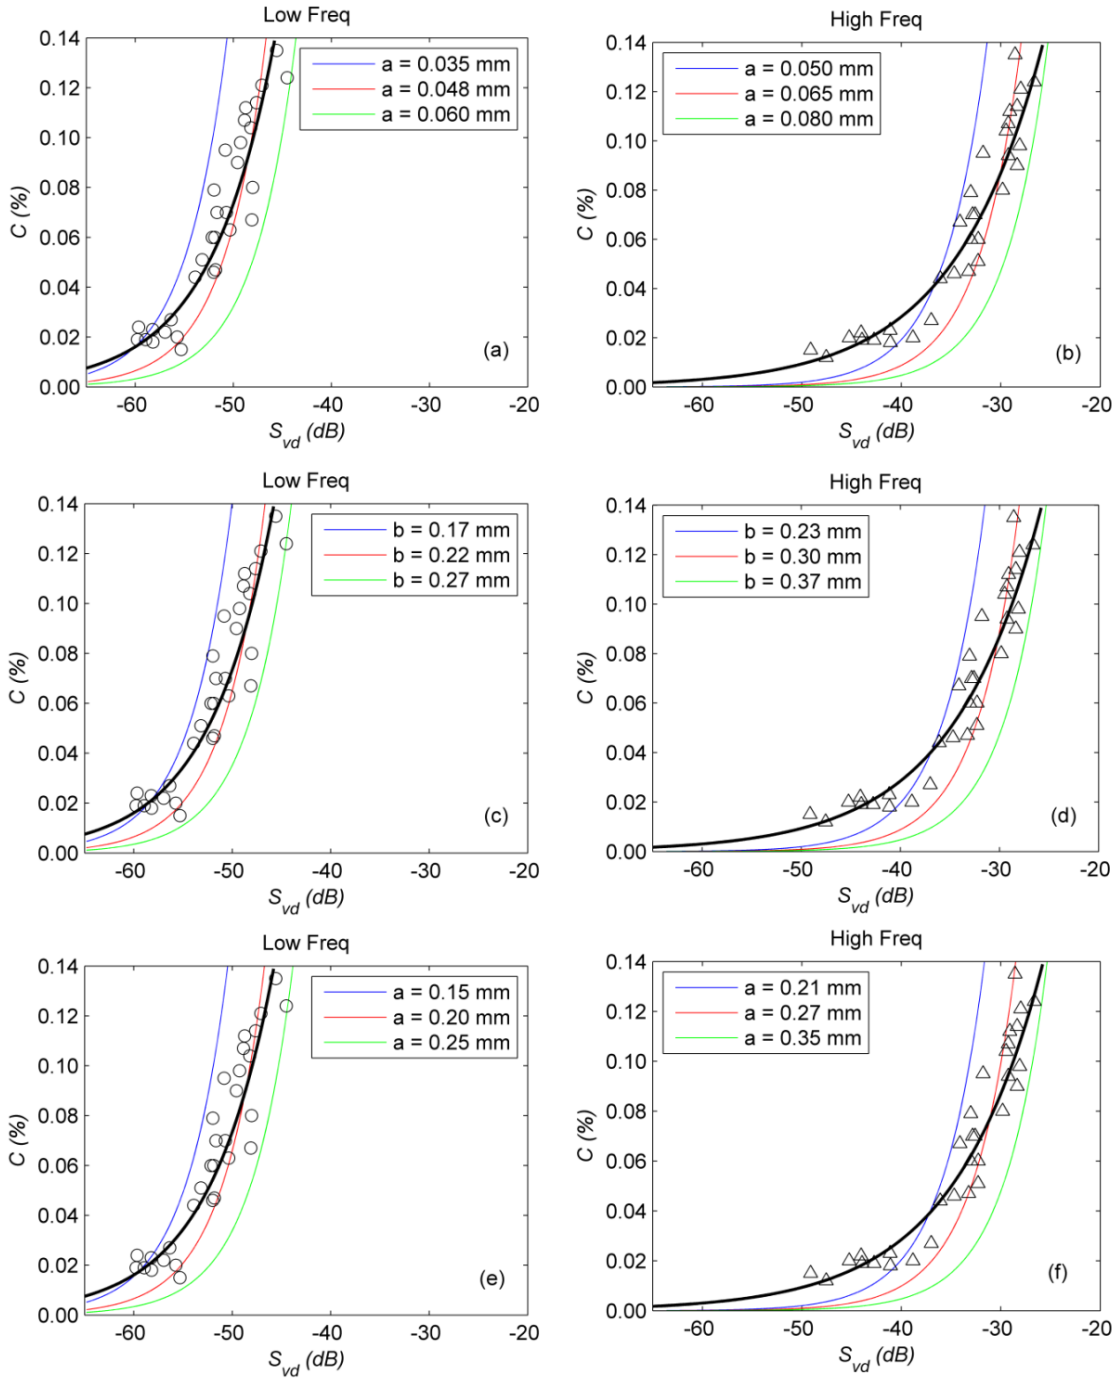 Low Freq
0.14
0.12
0.10
0.08
0.06
0.04
0.02
0.00
C (%)
a = 0.035 mm
a = 0.048 mm
a = 0.060 mm
(a)
-60 -50 -40 -30 -20
S_vd (dB)
High Freq
0.14
0.12
0.10
0.08
0.06
0.04
0.02
0.00
C (%)
a = 0.050 mm
a = 0.065 mm
a = 0.080 mm
(b)
-60 -50 -40 -30 -20
S_vd (dB)
Low Freq
0.14
0.12
0.10
0.08
0.06
0.04
0.02
0.00
C (%)
b = 0.17 mm
b = 0.22 mm
b = 0.27 mm
(c)
-60 -50 -40 -30 -20
S_vd (dB)
High Freq
0.14
0.12
0.10
0.08
0.06
0.04
0.02
0.00
C (%)
b = 0.23 mm
b = 0.30 mm
b = 0.37 mm
(d)
-60 -50 -40 -30 -20
S_vd (dB)
Low Freq
0.14
0.12
0.10
0.08
0.06
0.04
0.02
0.00
C (%)
a = 0.15 mm
a = 0.20 mm
a = 0.25 mm
(e)
-60 -50 -40 -30 -20
S_vd (dB)
High Freq
0.14
0.12
0.10
0.08
0.06
0.04
0.02
0.00
C (%)
a = 0.21 mm
a = 0.27 mm
a = 0.35 mm
(f)
-60 -50 -40 -30 -20
S_vd (dB)